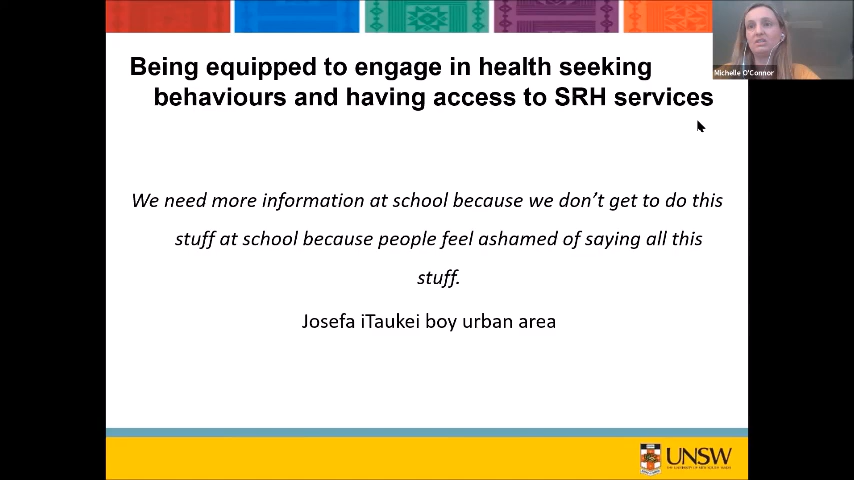 Being equipped to engage in health seeking
behaviours and having access to SRH services
Michelle O'Connor
We need more information at school because we don't get to do this
stuff at school because people feel ashamed of saying all this
stuff.
Josefa iTaukei boy urban area
UNSW